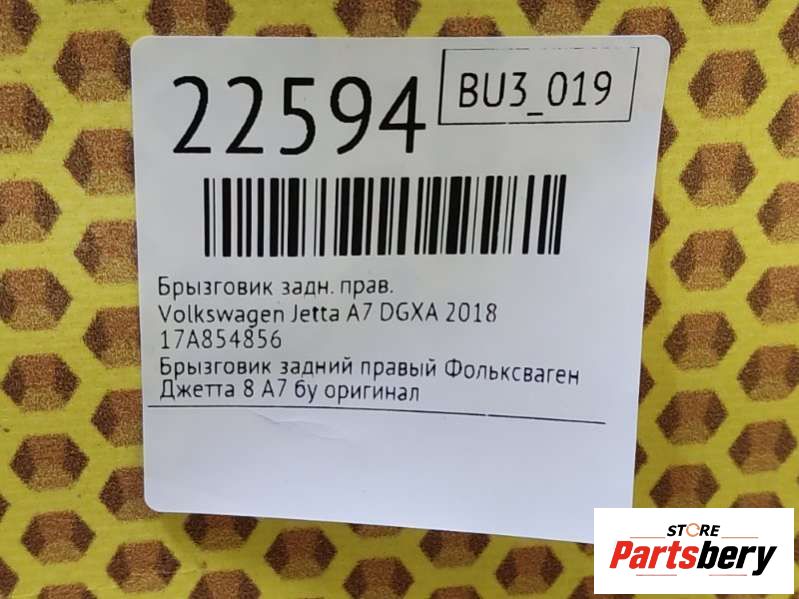 22594
BU3_019
Брызговик задн. прав.
Volkswagen Jetta A7 DGXA 2018
17A854856
Брызговик задний правый Фольксваген
Джетта 8 А7 бу оригинал
STORE
Partsbery